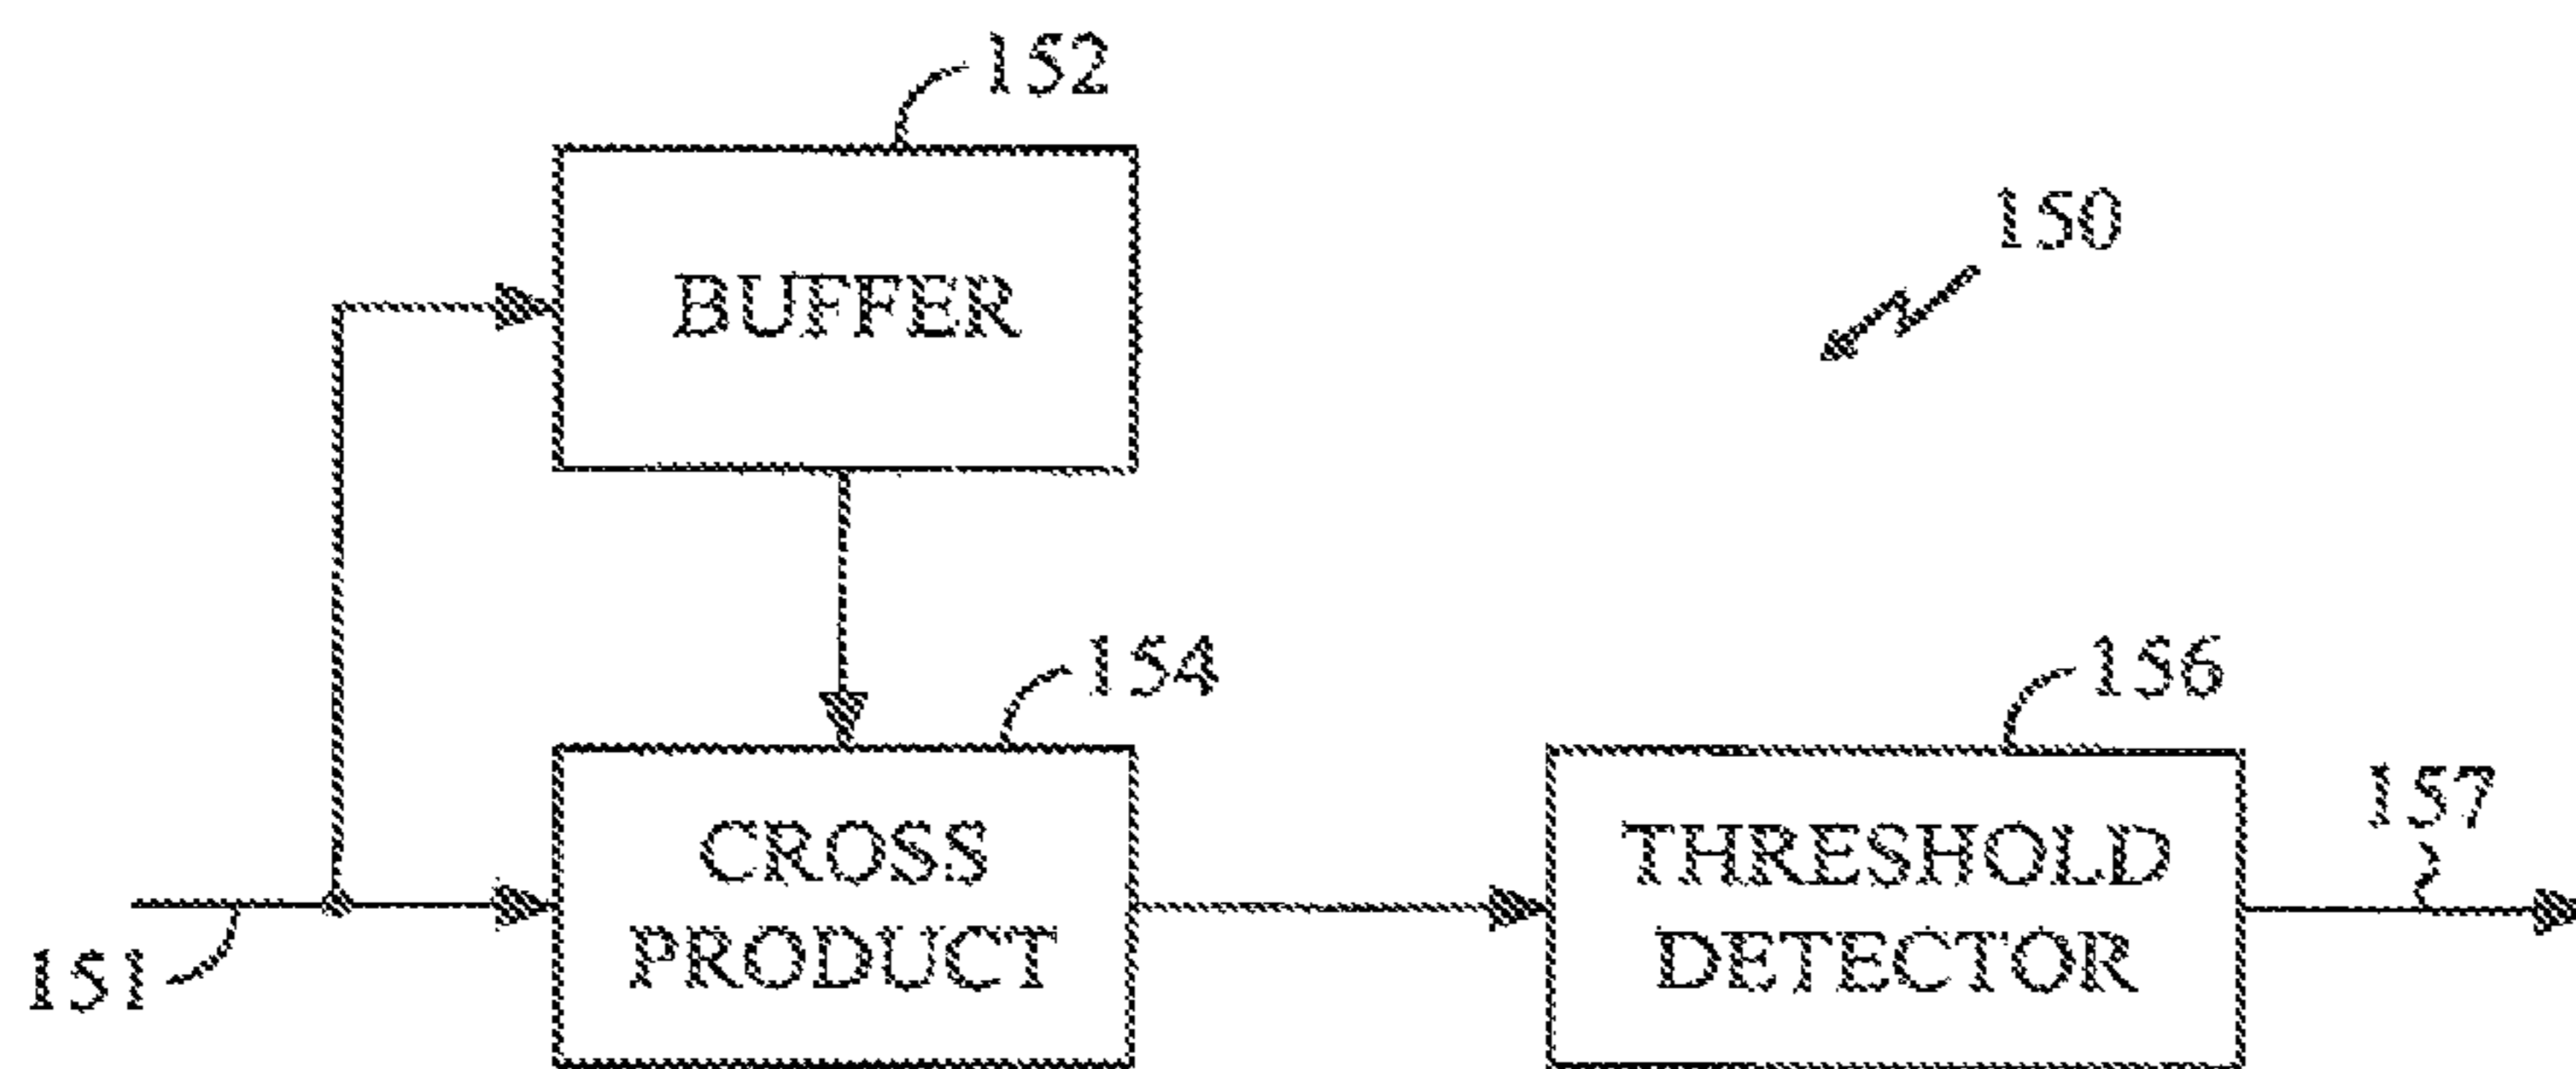 152
BUFFER
150
154
CROSS
PRODUCT
156
THRESHOLD
DETECTOR
157
151